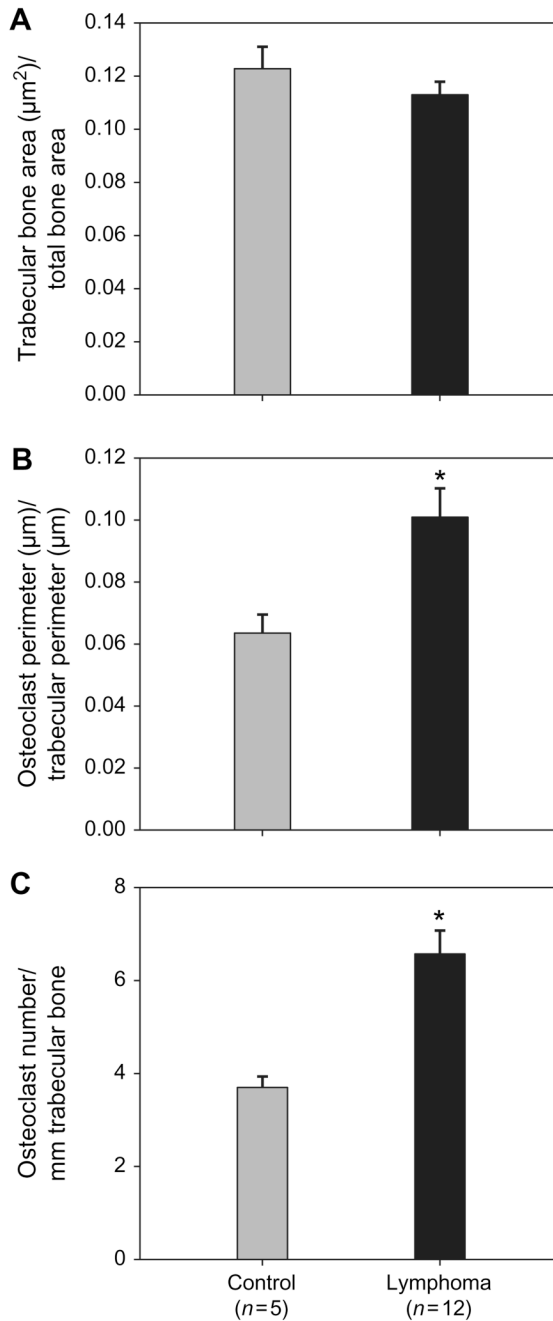 A
Trabecular bone area (µm²)/
total bone area
0.14
0.12
0.10
0.08
0.06
0.04
0.02
0.00
B
Osteoclast perimeter (µm)/
trabecular perimeter (µm)
0.12
0.10
0.08
0.06
0.04
0.02
0.00
*
C
Osteoclast number/
mm trabecular bone
8
6
4
2
0
*
Control
(n=5)
Lymphoma
(n=12)